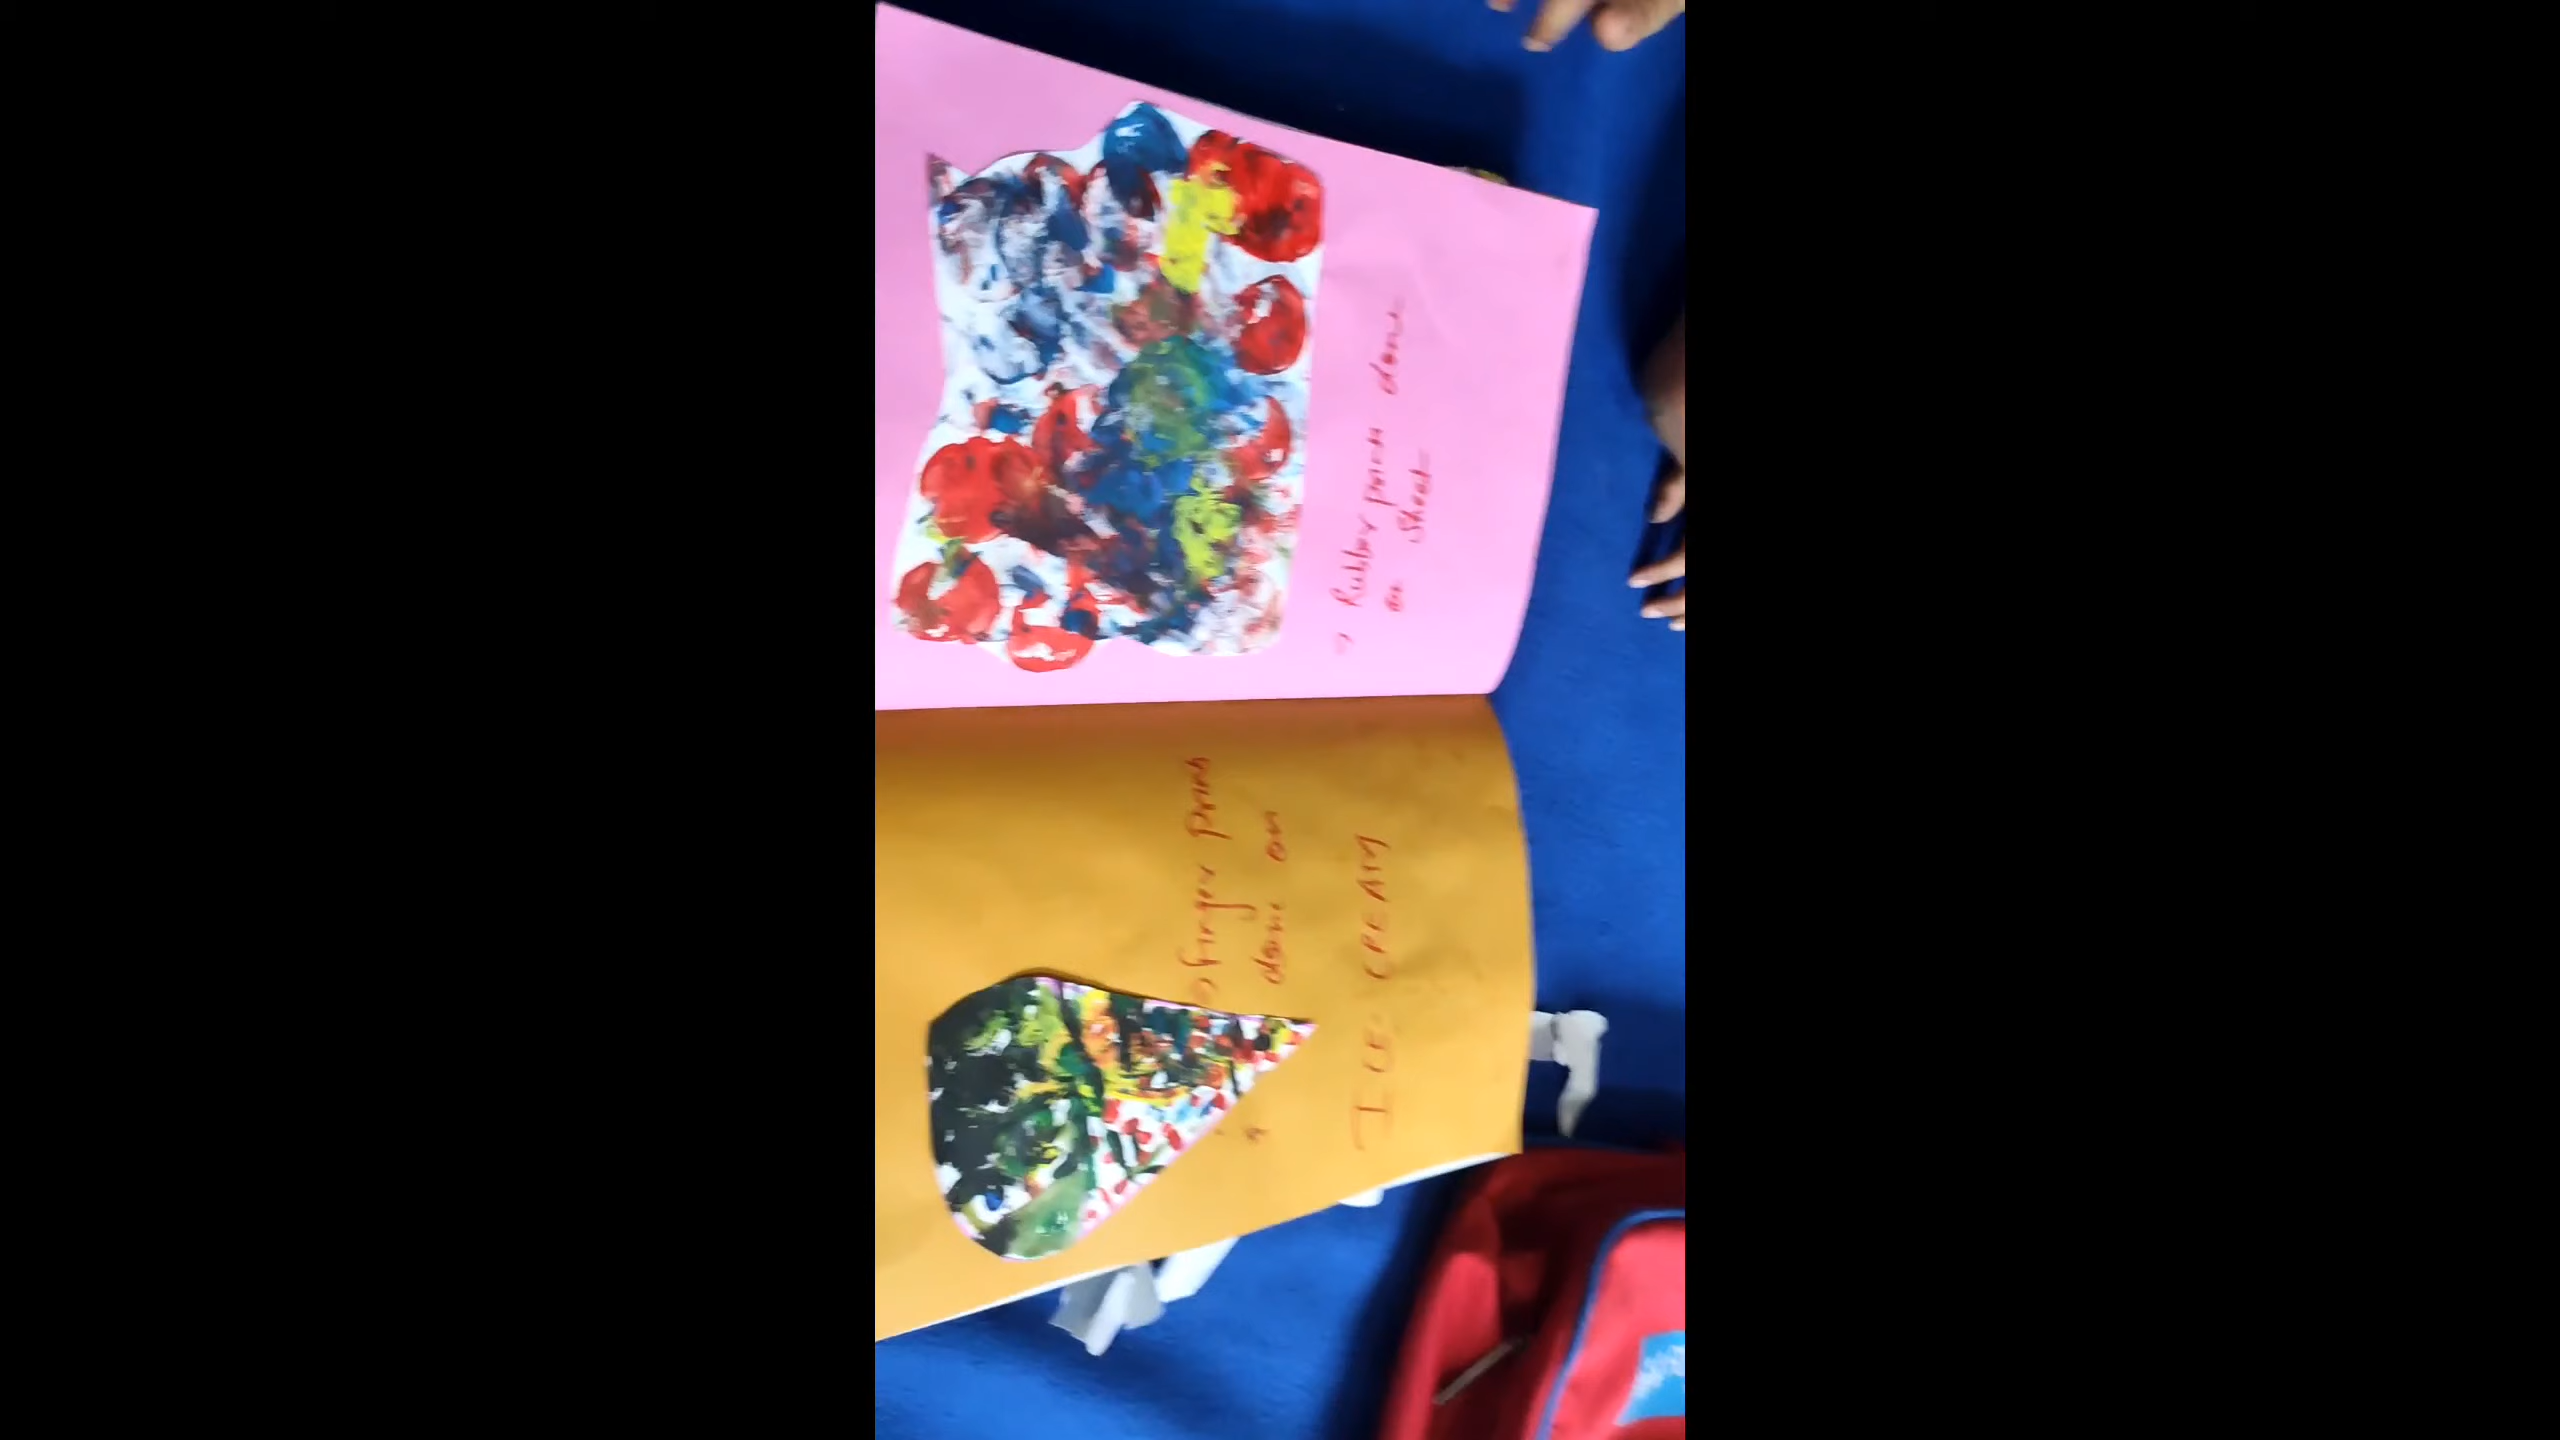 Finger Print
done on
ICE CREAM
Rubber print done
on Sheet